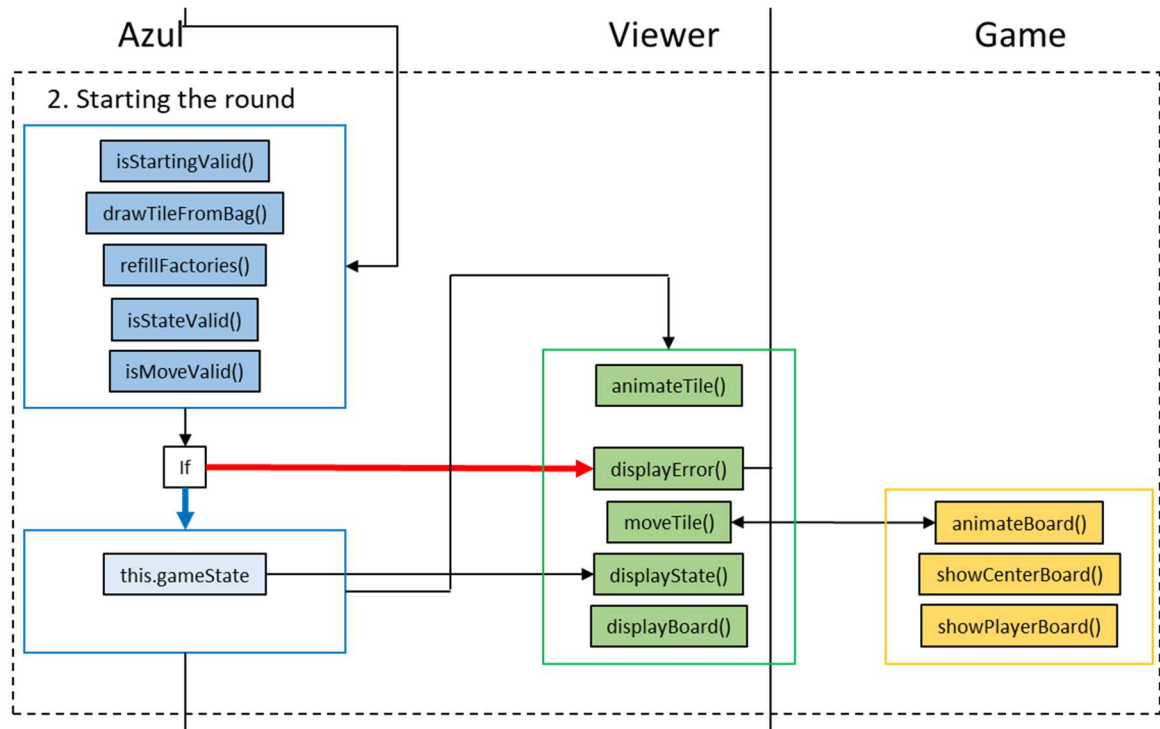 Azul
Viewer
Game
2. Starting the round
isStartingValid()
drawTileFromBag()
refillFactories()
isStateValid()
isMoveValid()
If
this.gameState
animateTile()
displayError()
moveTile()
displayState()
displayBoard()
animateBoard()
showCenterBoard()
showPlayerBoard()